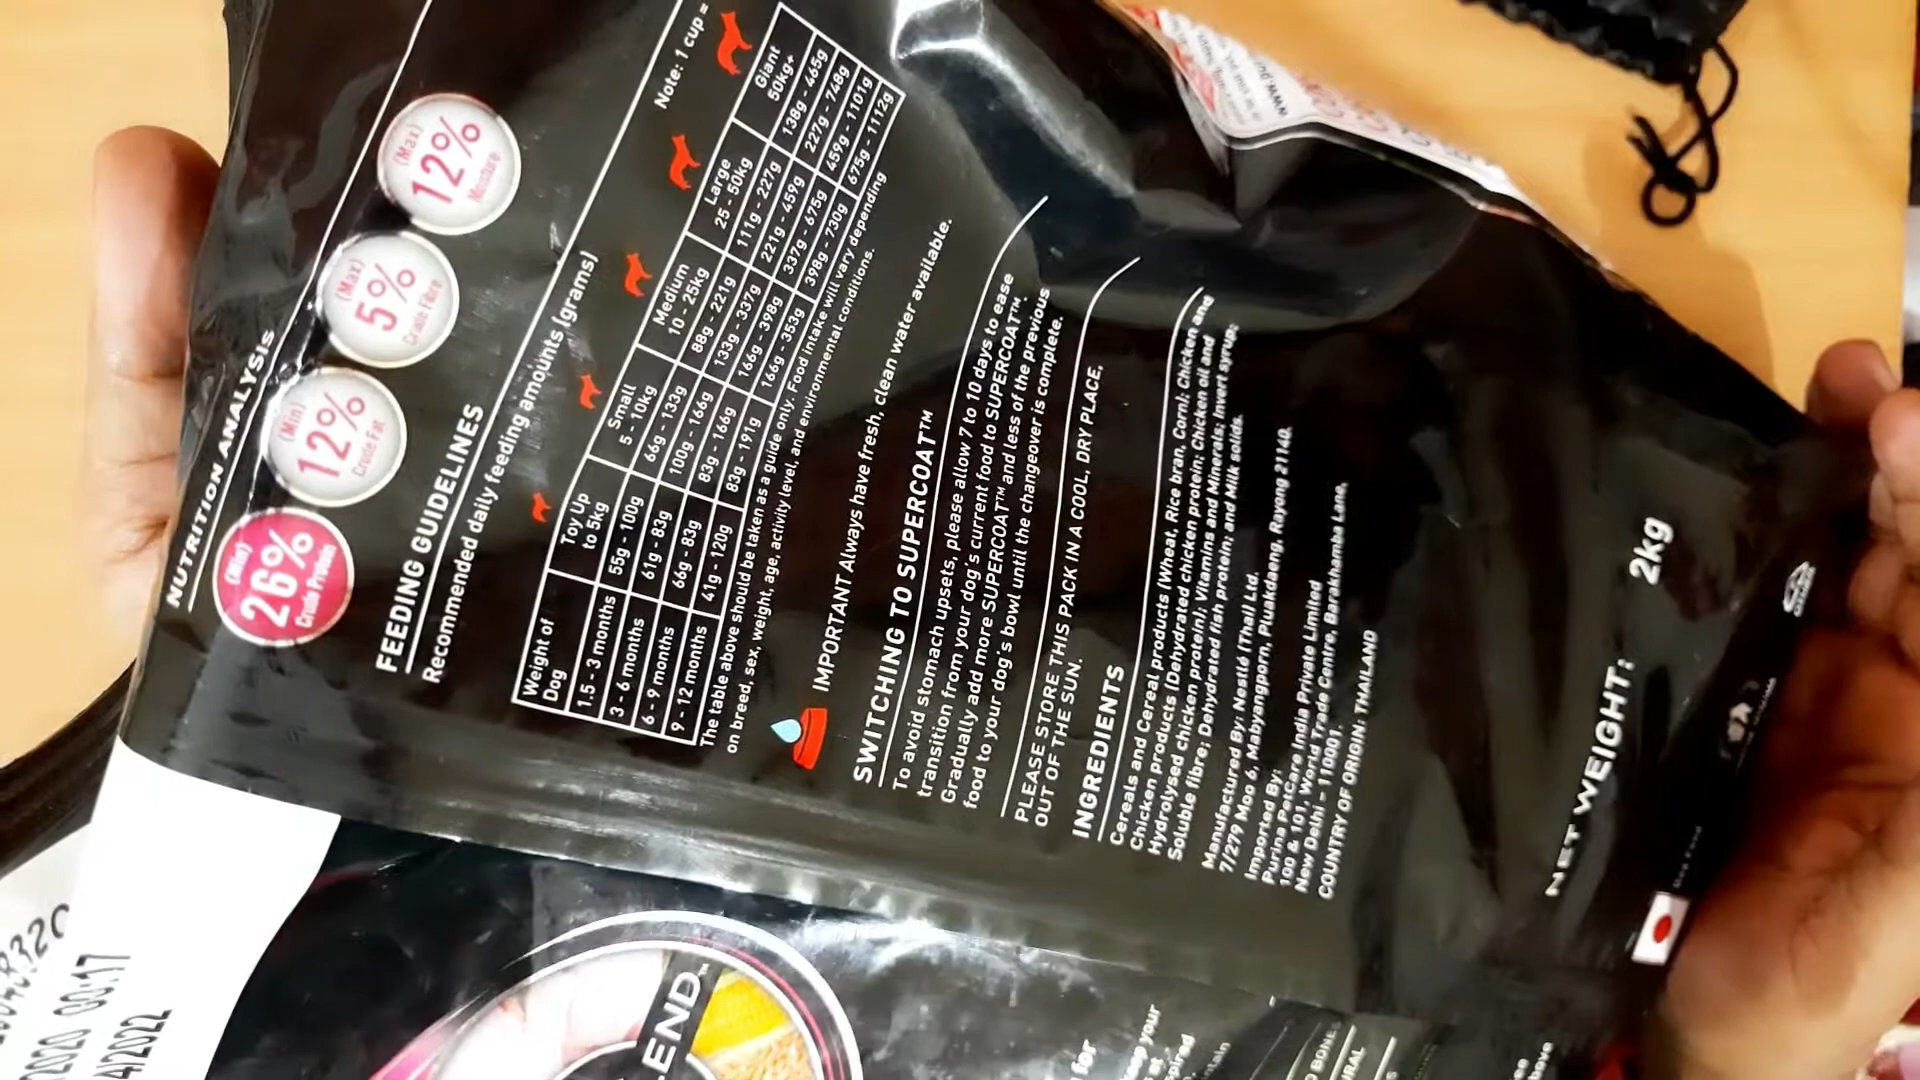 NUTRITION ANALYSIS
(Min)
26%
Crude Protein
(Min)
12%
Crude Fat
(Max)
5%
Crude Fibre
(Max)
12%
Moisture
FEEDING GUIDELINES
Recommended daily feeding amounts (grams)
Note: 1 cup =
Weight of Dog Toy Up to 5kg Small 5 - 10kg Medium 10 - 25kg Large 25 - 50kg Giant 50kg+
1.5 - 3 months 55g - 100g 66g - 133g 88g - 221g 111g - 227g 138g - 465g
3 - 6 months 61g - 83g 100g - 166g 133g - 337g 221g - 459g 227g - 748g
6 - 9 months 66g - 83g 83g - 166g 166g - 398g 337g - 675g 459g - 1101g
9 - 12 months 41g - 120g 83g - 191g 166g - 353g 398g - 730g 675g - 1112g
The table above should be taken as a guide only. Food intake will vary depending
on breed, sex, weight, age, activity level, and environmental conditions.
IMPORTANT Always have fresh, clean water available.
SWITCHING TO SUPERCOAT™
To avoid stomach upsets, please allow 7 to 10 days to ease
transition from your dog's current food to SUPERCOAT™.
Gradually add more SUPERCOAT™ and less of the previous
food to your dog's bowl until the changeover is complete.
PLEASE STORE THIS PACK IN A COOL, DRY PLACE,
OUT OF THE SUN.
INGREDIENTS
Cereals and Cereal products (Wheat, Rice bran, Corn); Chicken and
Chicken products (Dehydrated chicken protein, Chicken oil and
Hydrolysed chicken protein); Vitamins and Minerals; Invert syrup;
Soluble fibre; Dehydrated fish protein; and Milk solids.
Manufactured By: Nestlé (Thai) Ltd.
7/279 Moo 6, Mabyangporn, Pluakdaeng, Rayong 21140.
Imported By:
Purina PetCare India Private Limited
100 & 101, World Trade Centre, Barakhamba Lane,
New Delhi - 110001.
COUNTRY OF ORIGIN: THAILAND
NET WEIGHT: 2kg
END™